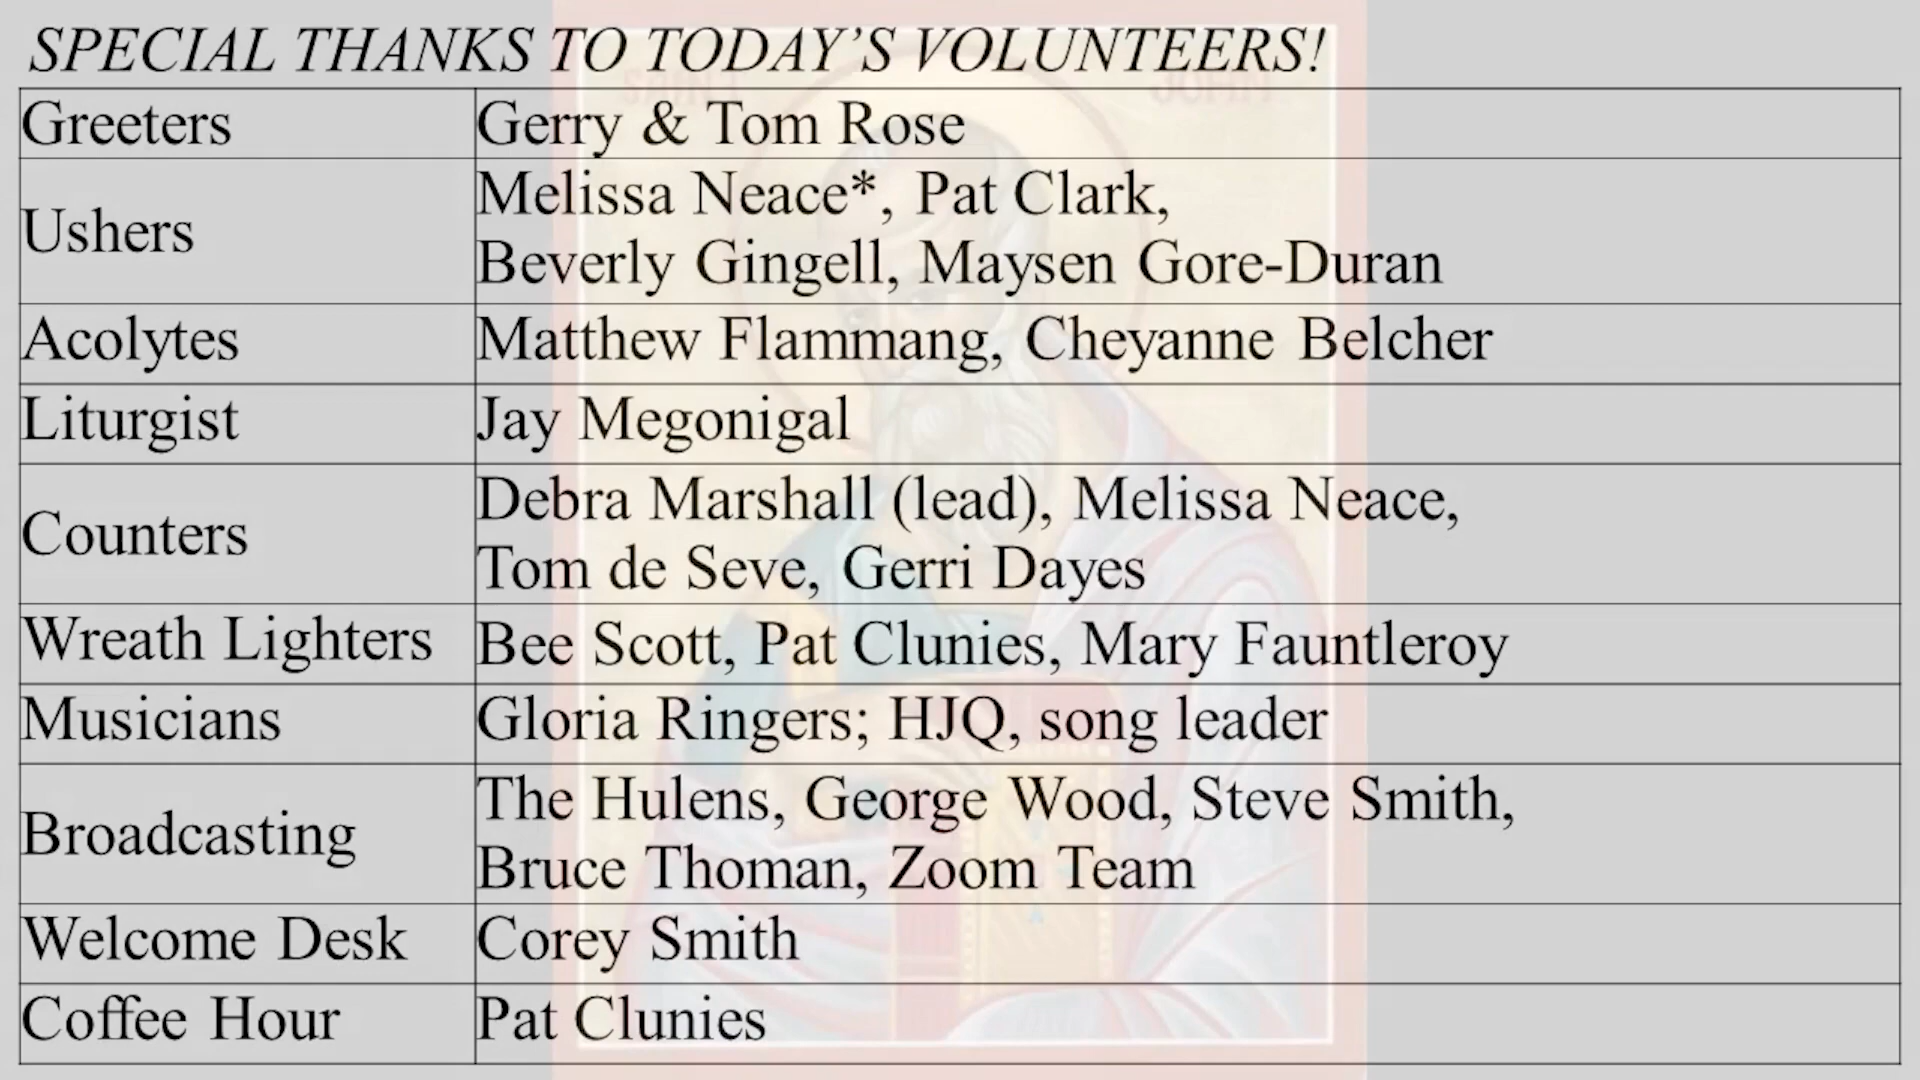 SPECIAL THANKS TO TODAY'S VOLUNTEERS!
SAINT JOHN
Greeters Gerry & Tom Rose
Ushers Melissa Neace*, Pat Clark,
Beverly Gingell, Maysen Gore-Duran
Acolytes Matthew Flammang, Cheyanne Belcher
Liturgist Jay Megonigal
Counters Debra Marshall (lead), Melissa Neace,
Tom de Seve, Gerri Dayes
Wreath Lighters Bee Scott, Pat Clunies, Mary Fauntleroy
Musicians Gloria Ringers; HJQ, song leader
Broadcasting The Hulens, George Wood, Steve Smith,
Bruce Thoman, Zoom Team
Welcome Desk Corey Smith
Coffee Hour Pat Clunies